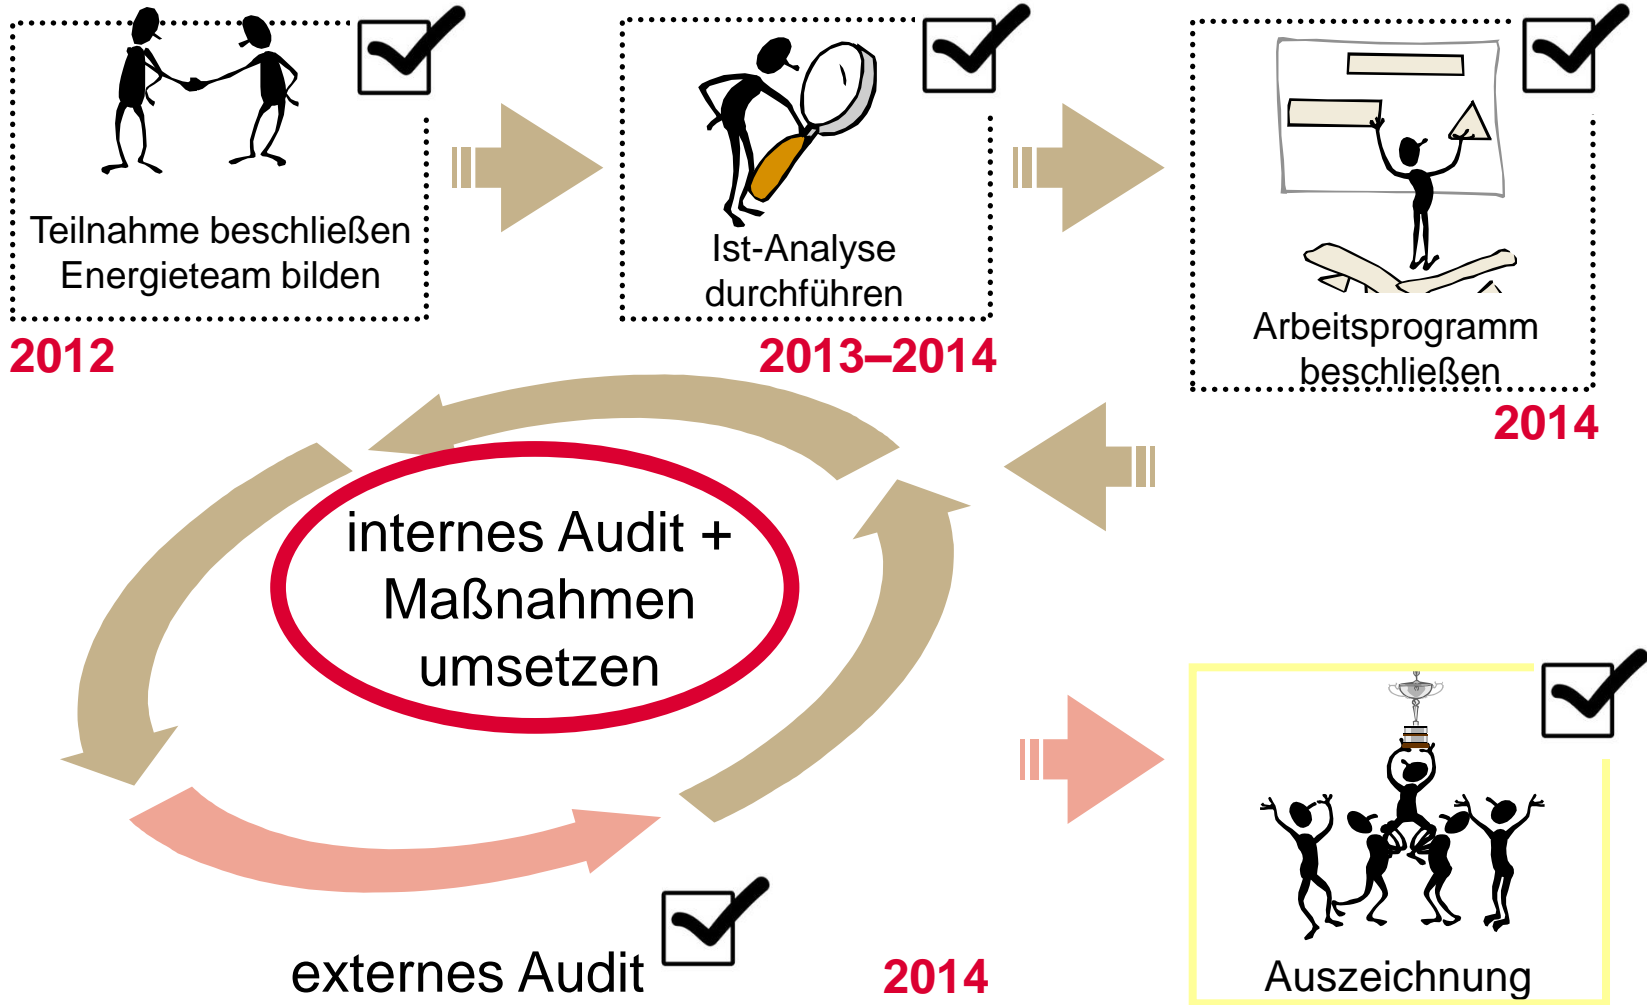 Teilnahme beschließen
Energieteam bilden
2012
Ist-Analyse
durchführen
2013–2014
Arbeitsprogramm
beschließen
2014
internes Audit +
Maßnahmen
umsetzen
externes Audit
2014
Auszeichnung